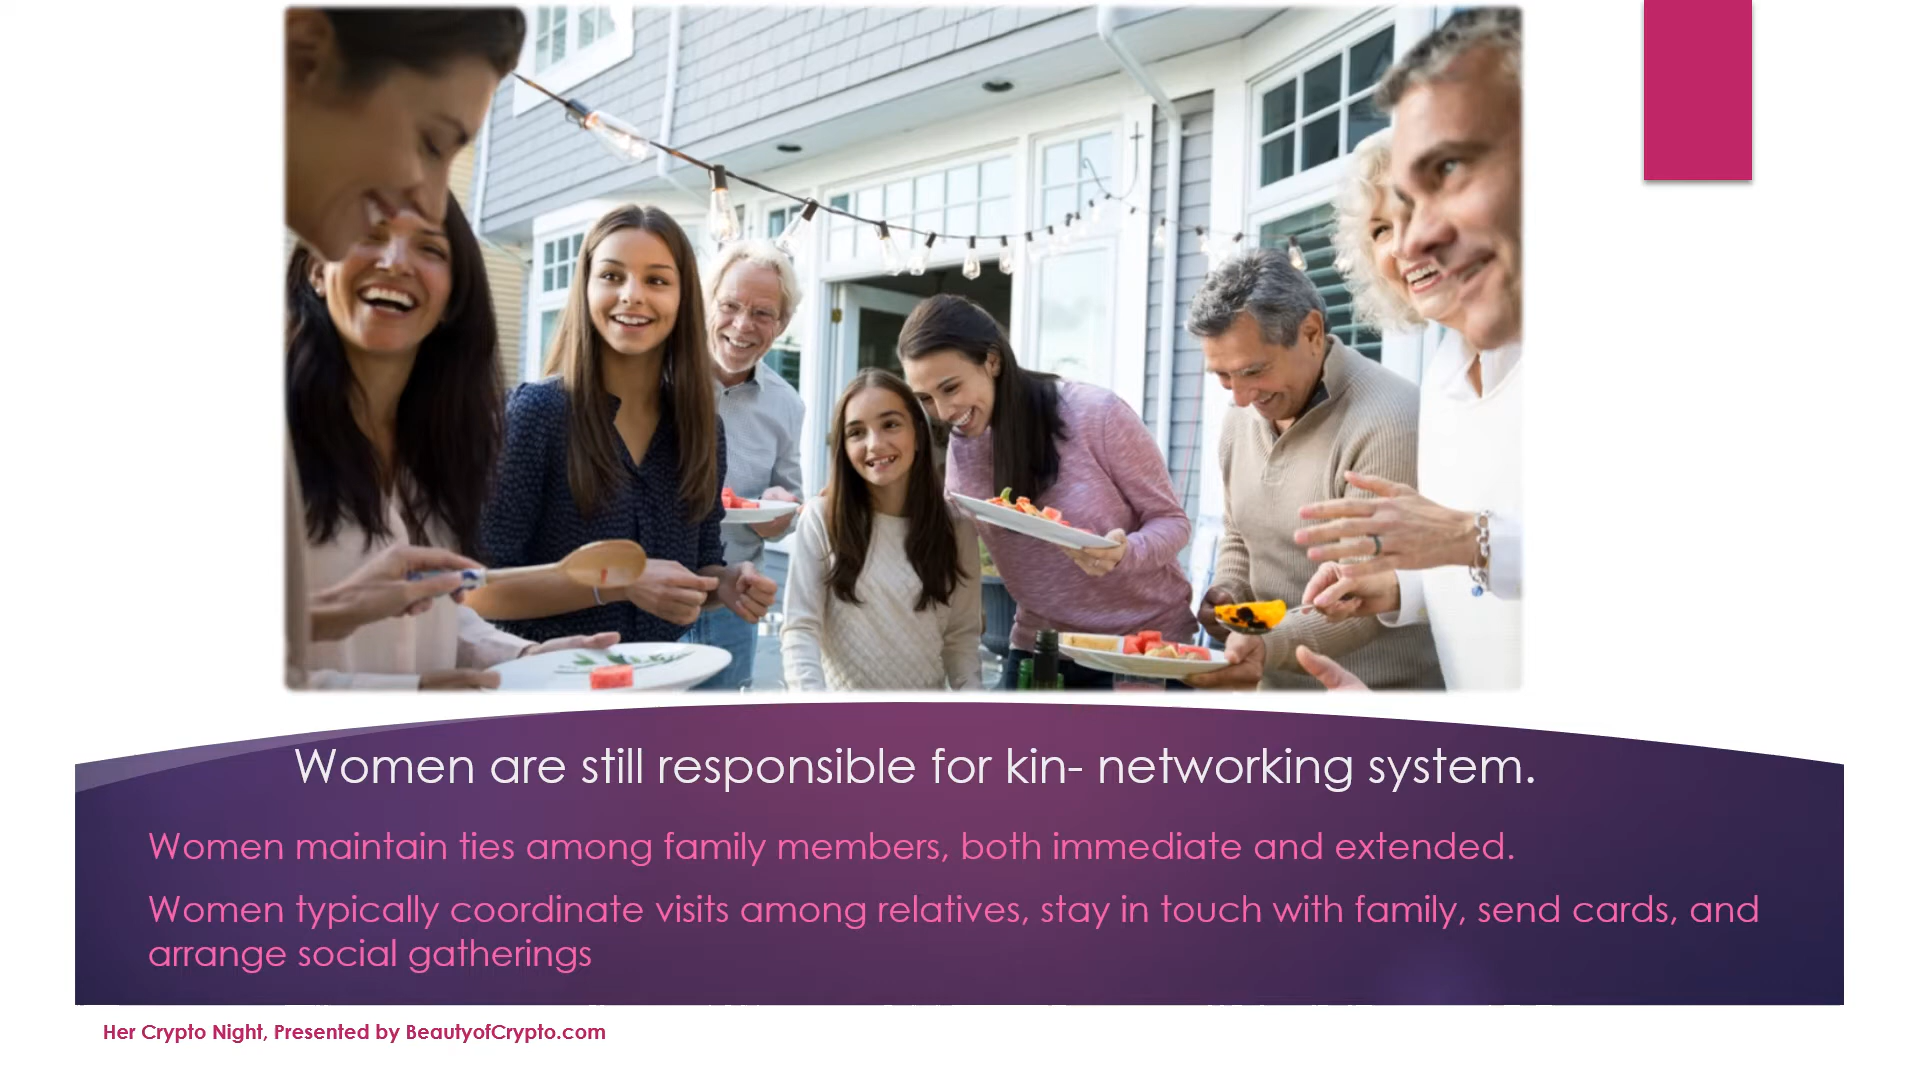 Women are still responsible for kin- networking system.
Women maintain ties among family members, both immediate and extended.
Women typically coordinate visits among relatives, stay in touch with family, send cards, and
arrange social gatherings
Her Crypto Night, Presented by BeautyofCrypto.com